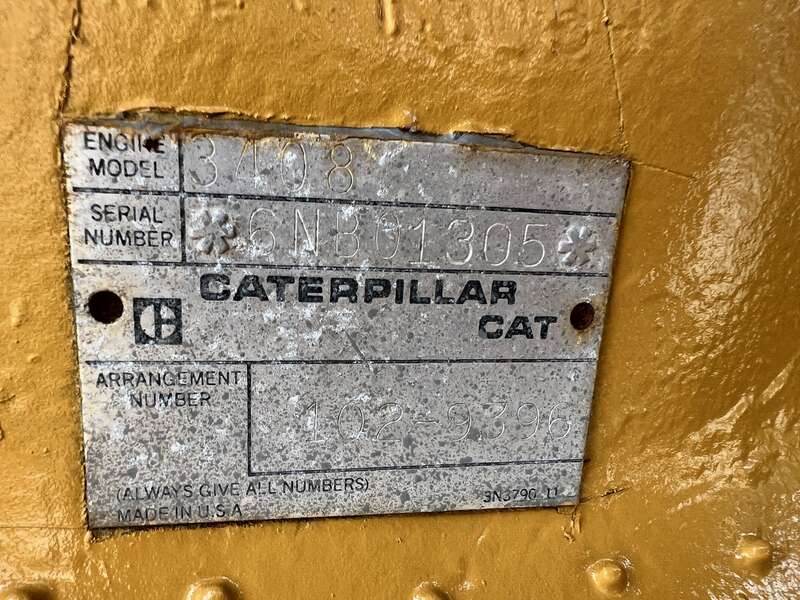 ENGINE MODEL 3408
SERIAL NUMBER *6NB01305*
CATERPILLAR
CAT
ARRANGEMENT NUMBER 102-9396
(ALWAYS GIVE ALL NUMBERS)
MADE IN U.S.A
3N3790 11